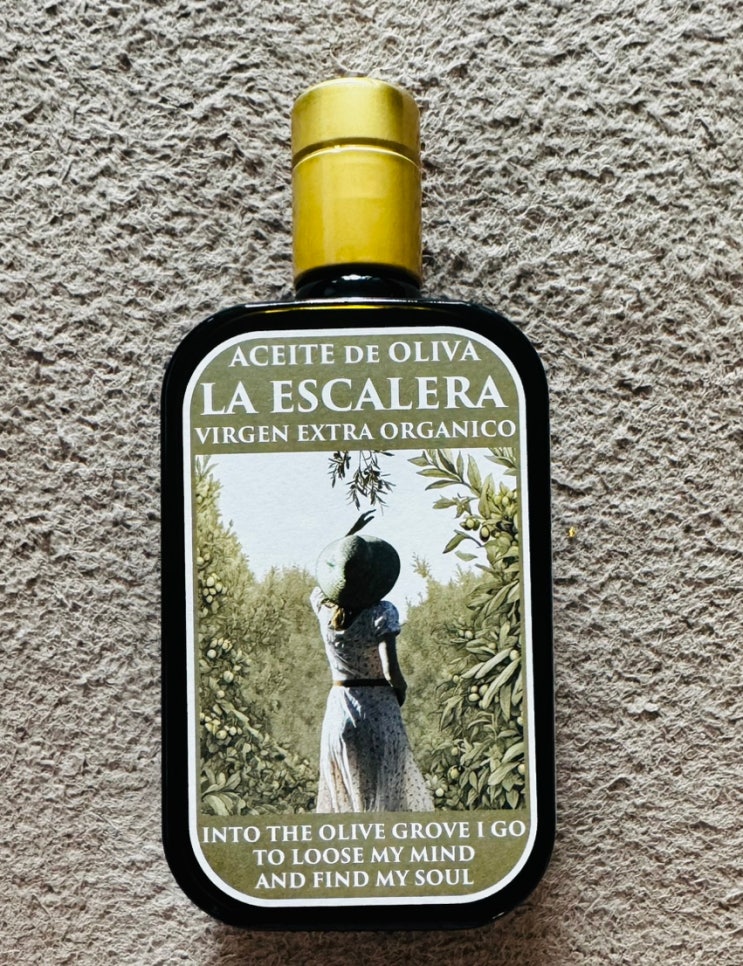 ACEITE DE OLIVA
LA ESCALERA
VIRGEN EXTRA ORGANICO
INTO THE OLIVE GROVE I GO
TO LOOSE MY MIND
AND FIND MY SOUL